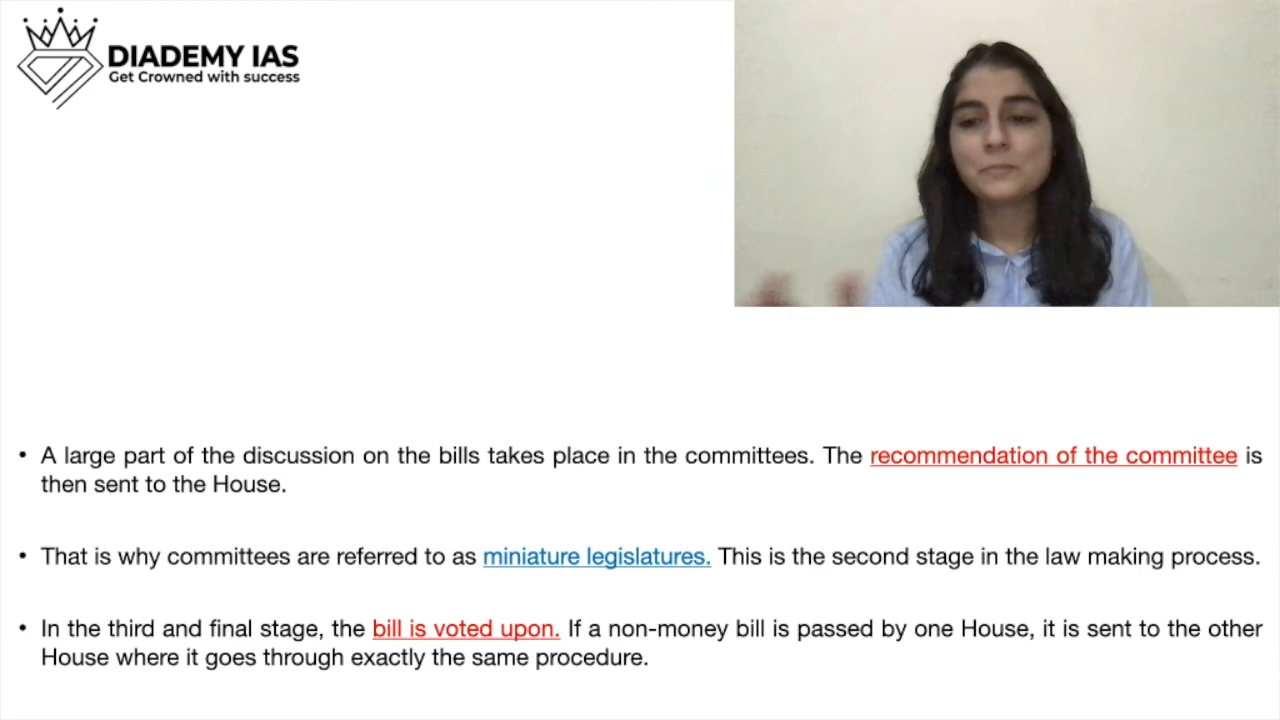 DIADEMY IAS
Get Crowned with success
• A large part of the discussion on the bills takes place in the committees. The recommendation of the committee is
then sent to the House.
• That is why committees are referred to as miniature legislatures. This is the second stage in the law making process.
• In the third and final stage, the bill is voted upon. If a non-money bill is passed by one House, it is sent to the other
House where it goes through exactly the same procedure.